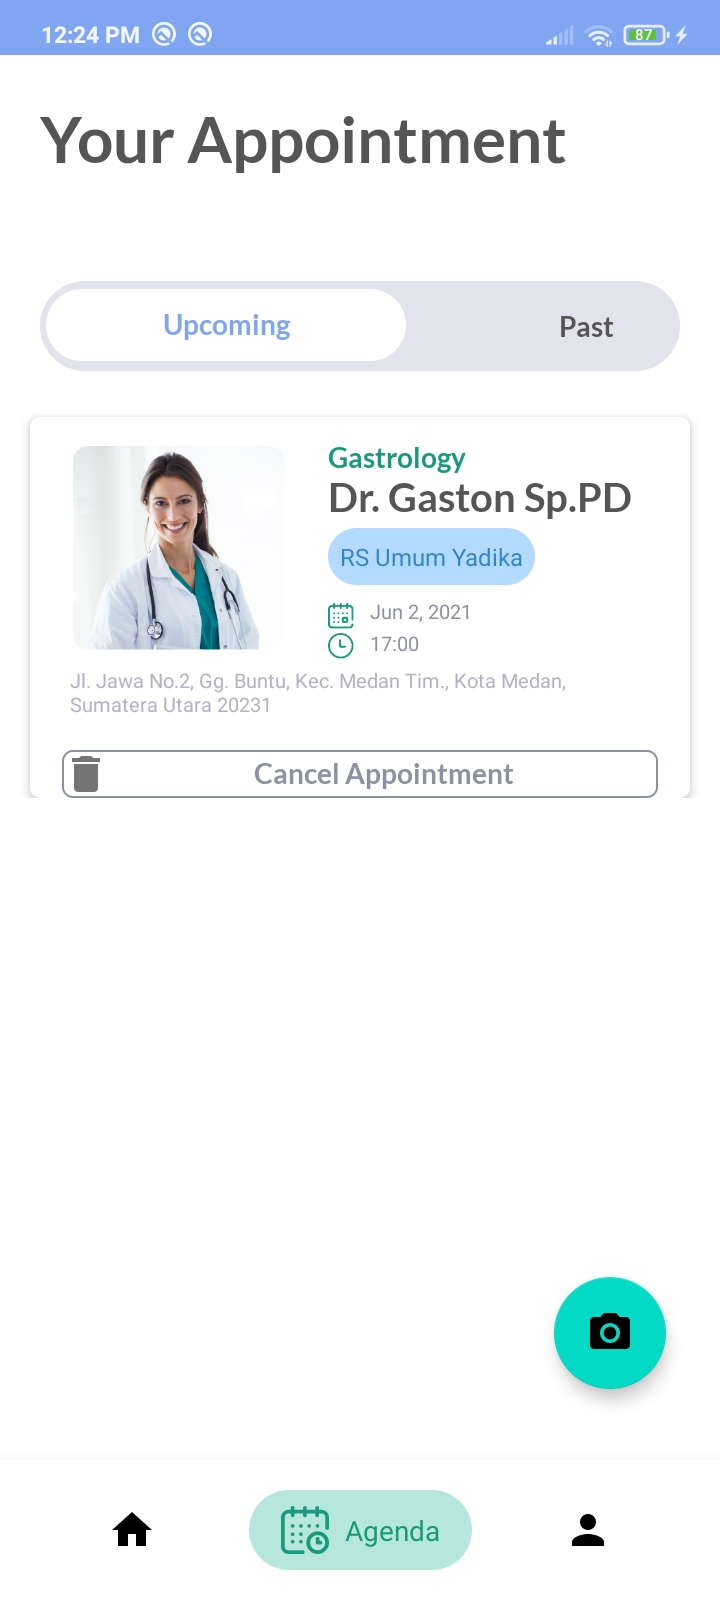 12:24 PM
87
Your Appointment
Upcoming
Past
Gastrology
Dr. Gaston Sp.PD
RS Umum Yadika
Jun 2, 2021
17:00
Jl. Jawa No.2, Gg. Buntu, Kec. Medan Tim., Kota Medan,
Sumatera Utara 20231
Cancel Appointment
Agenda